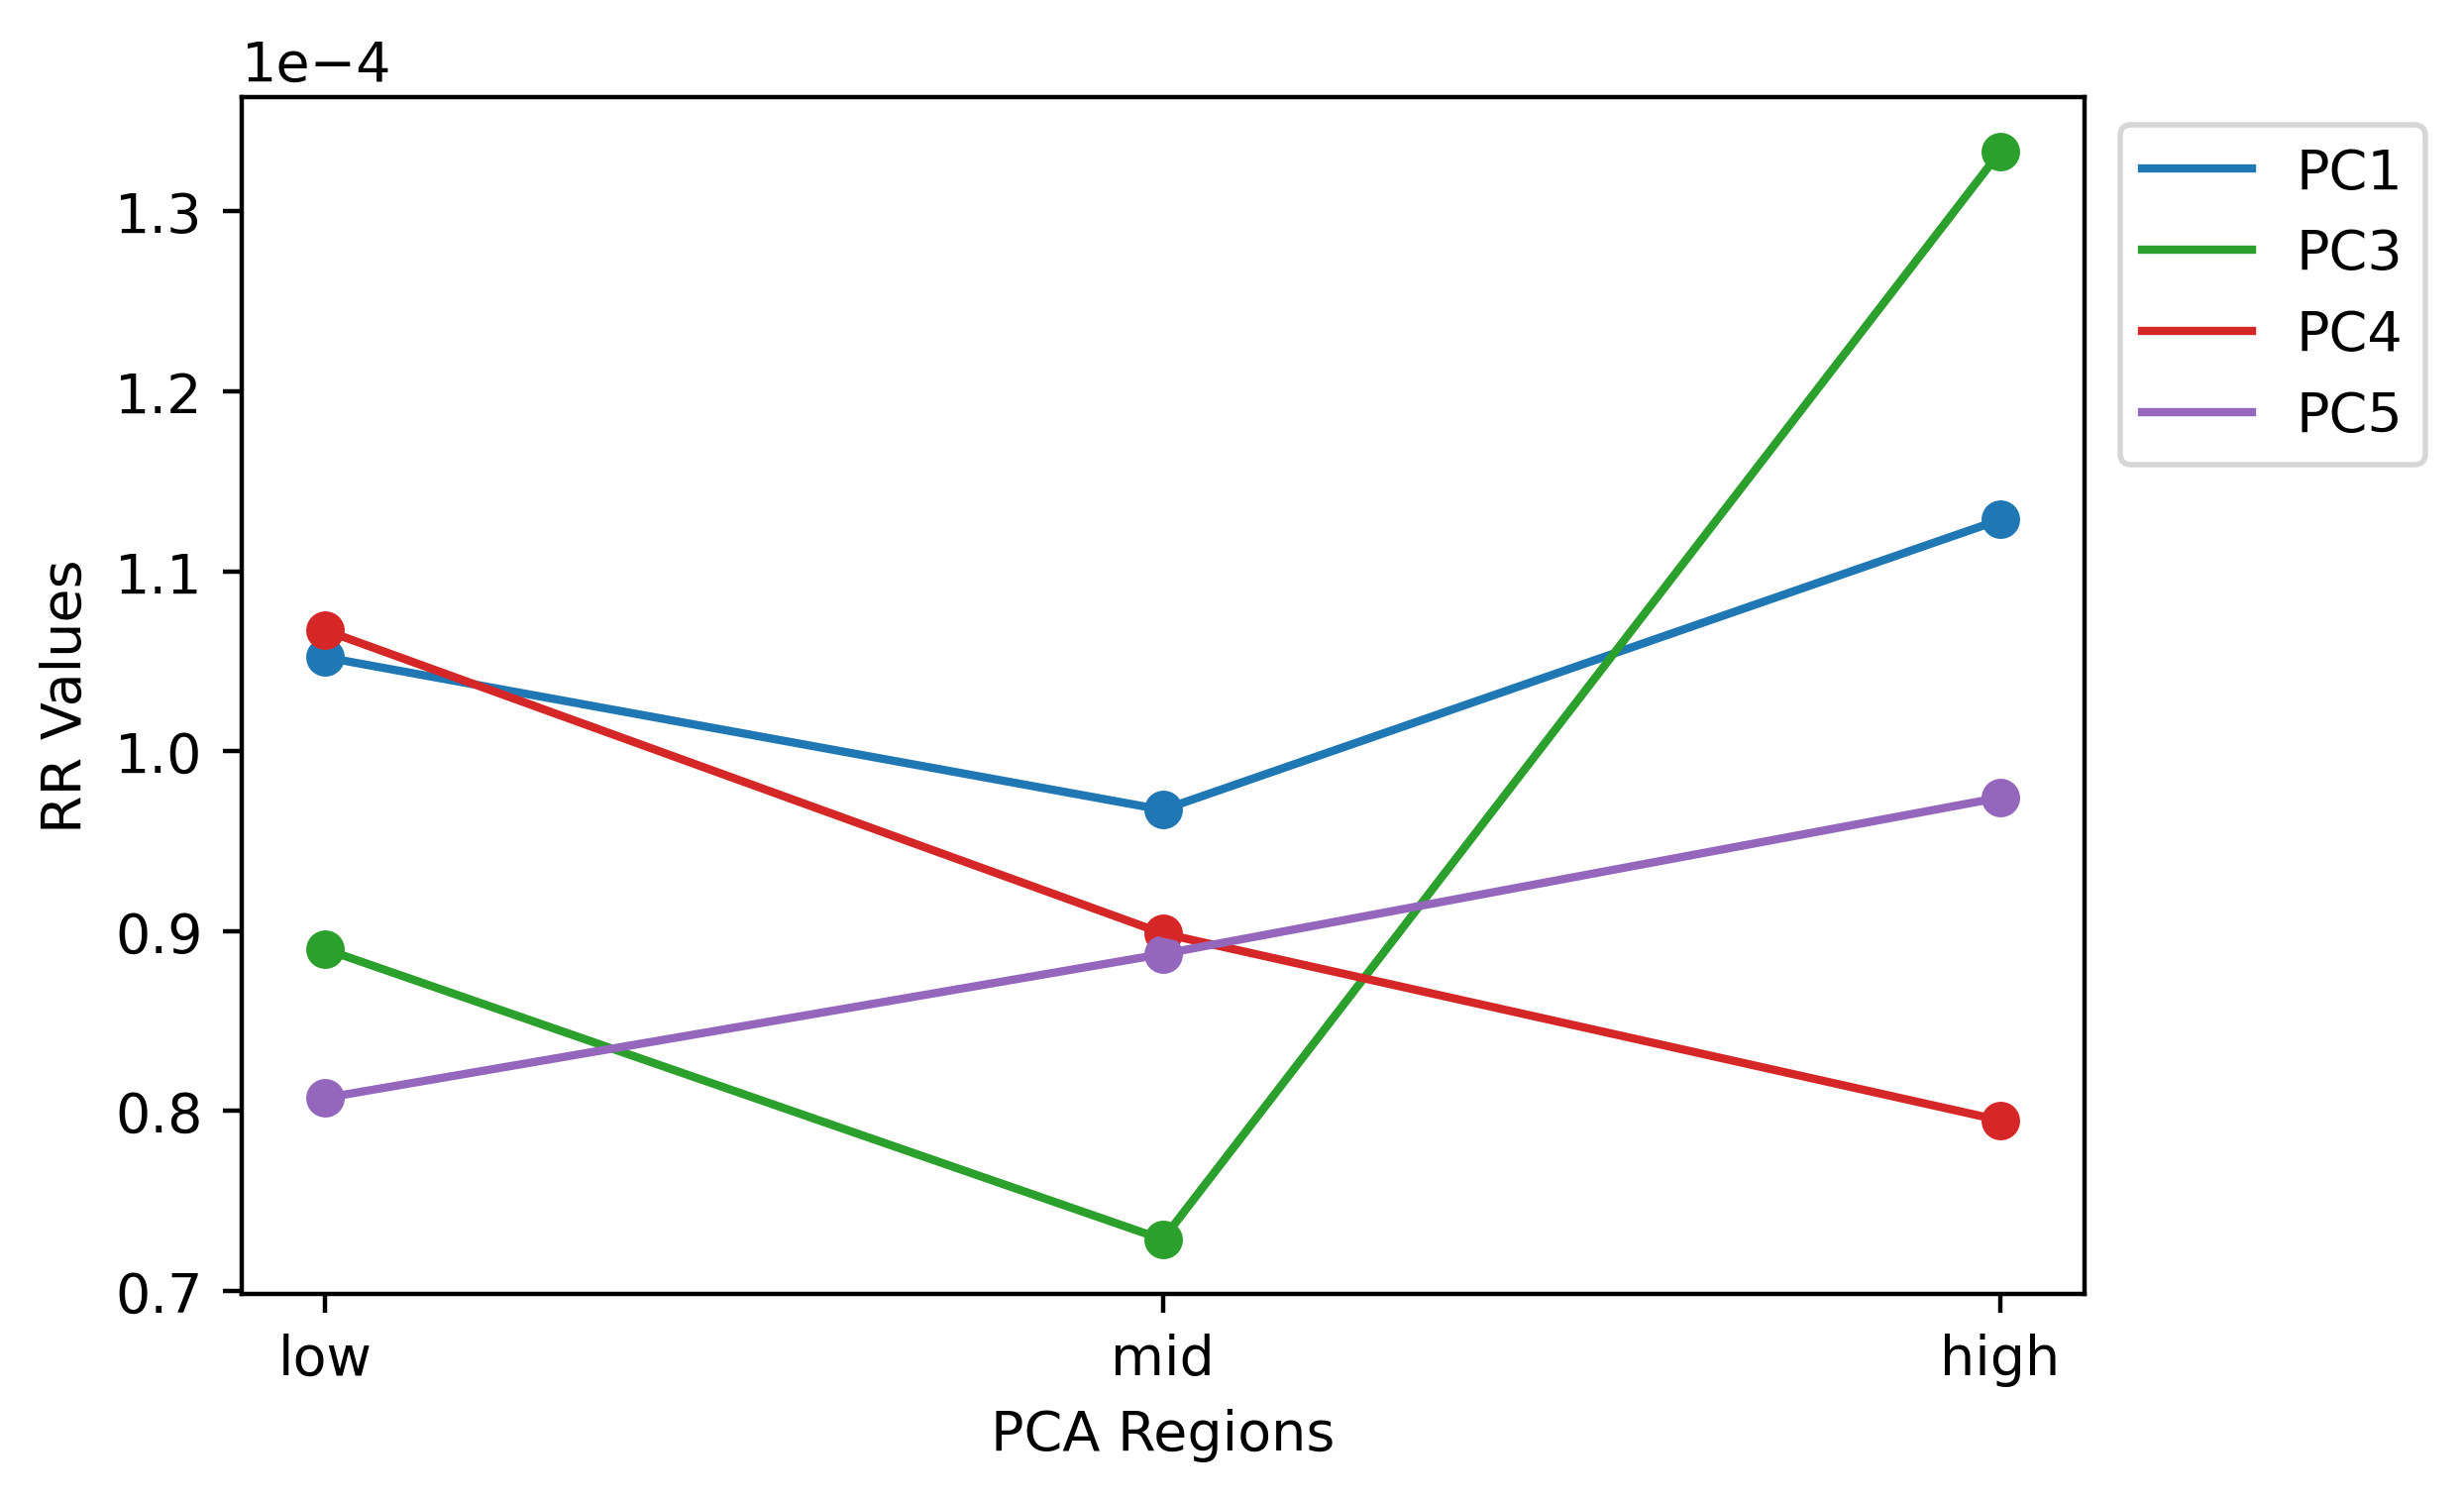 1e−4
1.3
1.2
1.1
1.0
0.9
0.8
0.7
RR Values
low
mid
high
PCA Regions
PC1
PC3
PC4
PC5